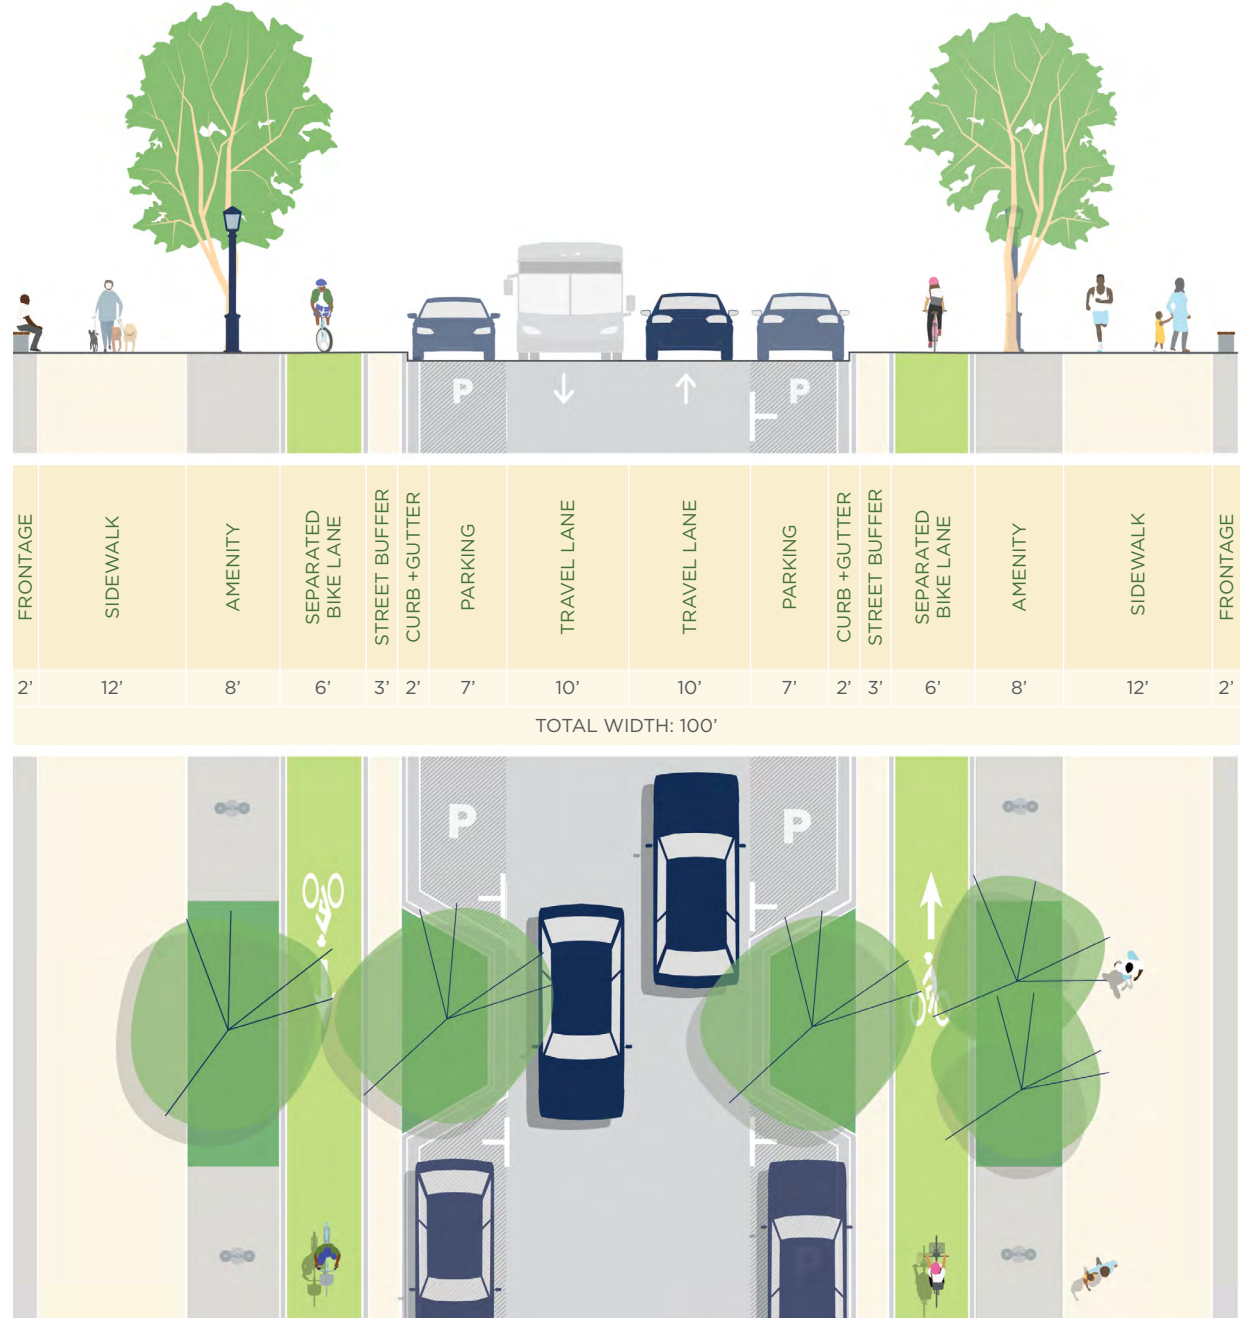 P
P
FRONTAGE
SIDEWALK
AMENITY
SEPARATED
BIKE LANE
STREET BUFFER
CURB +GUTTER
PARKING
TRAVEL LANE
TRAVEL LANE
PARKING
CURB +GUTTER
STREET BUFFER
SEPARATED
BIKE LANE
AMENITY
SIDEWALK
FRONTAGE
2’ 12’ 8’ 6’ 3’ 2’ 7’ 10’ 10’ 7’ 2’ 3’ 6’ 8’ 12’ 2’
TOTAL WIDTH: 100’
P
P
P